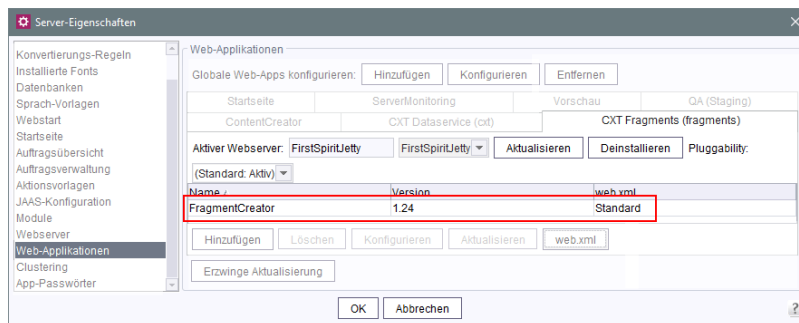 Server-Eigenschaften
Konvertierungs-Regeln
Installierte Fonts
Datenbanken
Sprach-Vorlagen
Webstart
Startseite
Auftragsübersicht
Auftragsverwaltung
Aktionsvorlagen
JAAS-Konfiguration
Module
Webserver
Web-Applikationen
Clustering
App-Passwörter
Web-Applikationen
Globale Web-Apps konfigurieren: Hinzufügen Konfigurieren Entfernen
Startseite ServerMonitoring Vorschau QA (Staging)
ContentCreator CXT Dataservice (cxt) CXT Fragments (fragments)
Aktiver Webserver: FirstSpiritJetty FirstSpiritJetty Aktualisieren Deinstallieren Pluggability:
(Standard: Aktiv)
Name Version web.xml
FragmentCreator 1.24 Standard
Hinzufügen Löschen Konfigurieren Aktualisieren web.xml
Erzwinge Aktualisierung
OK Abbrechen
?